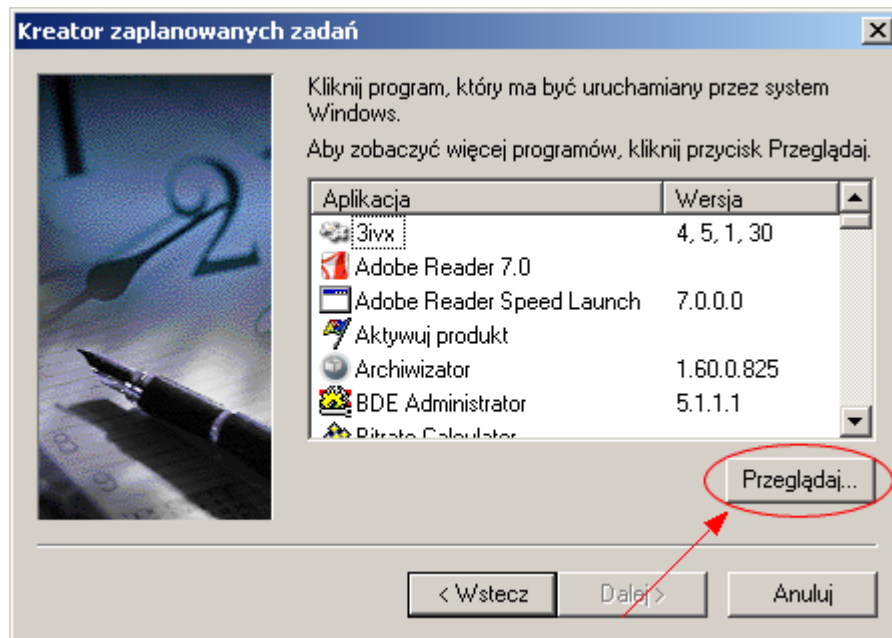 Kreator zaplanowanych zadań
Kliknij program, który ma być uruchamiany przez system
Windows.
Aby zobaczyć więcej programów, kliknij przycisk Przeglądaj.
Aplikacja Wersja
3ivx 4, 5, 1, 30
Adobe Reader 7.0
Adobe Reader Speed Launch 7.0.0.0
Aktywuj produkt
Archiwizator 1.60.0.825
BDE Administrator 5.1.1.1
Bitrate Calculator
Przeglądaj...
< Wstecz Dalej > Anuluj